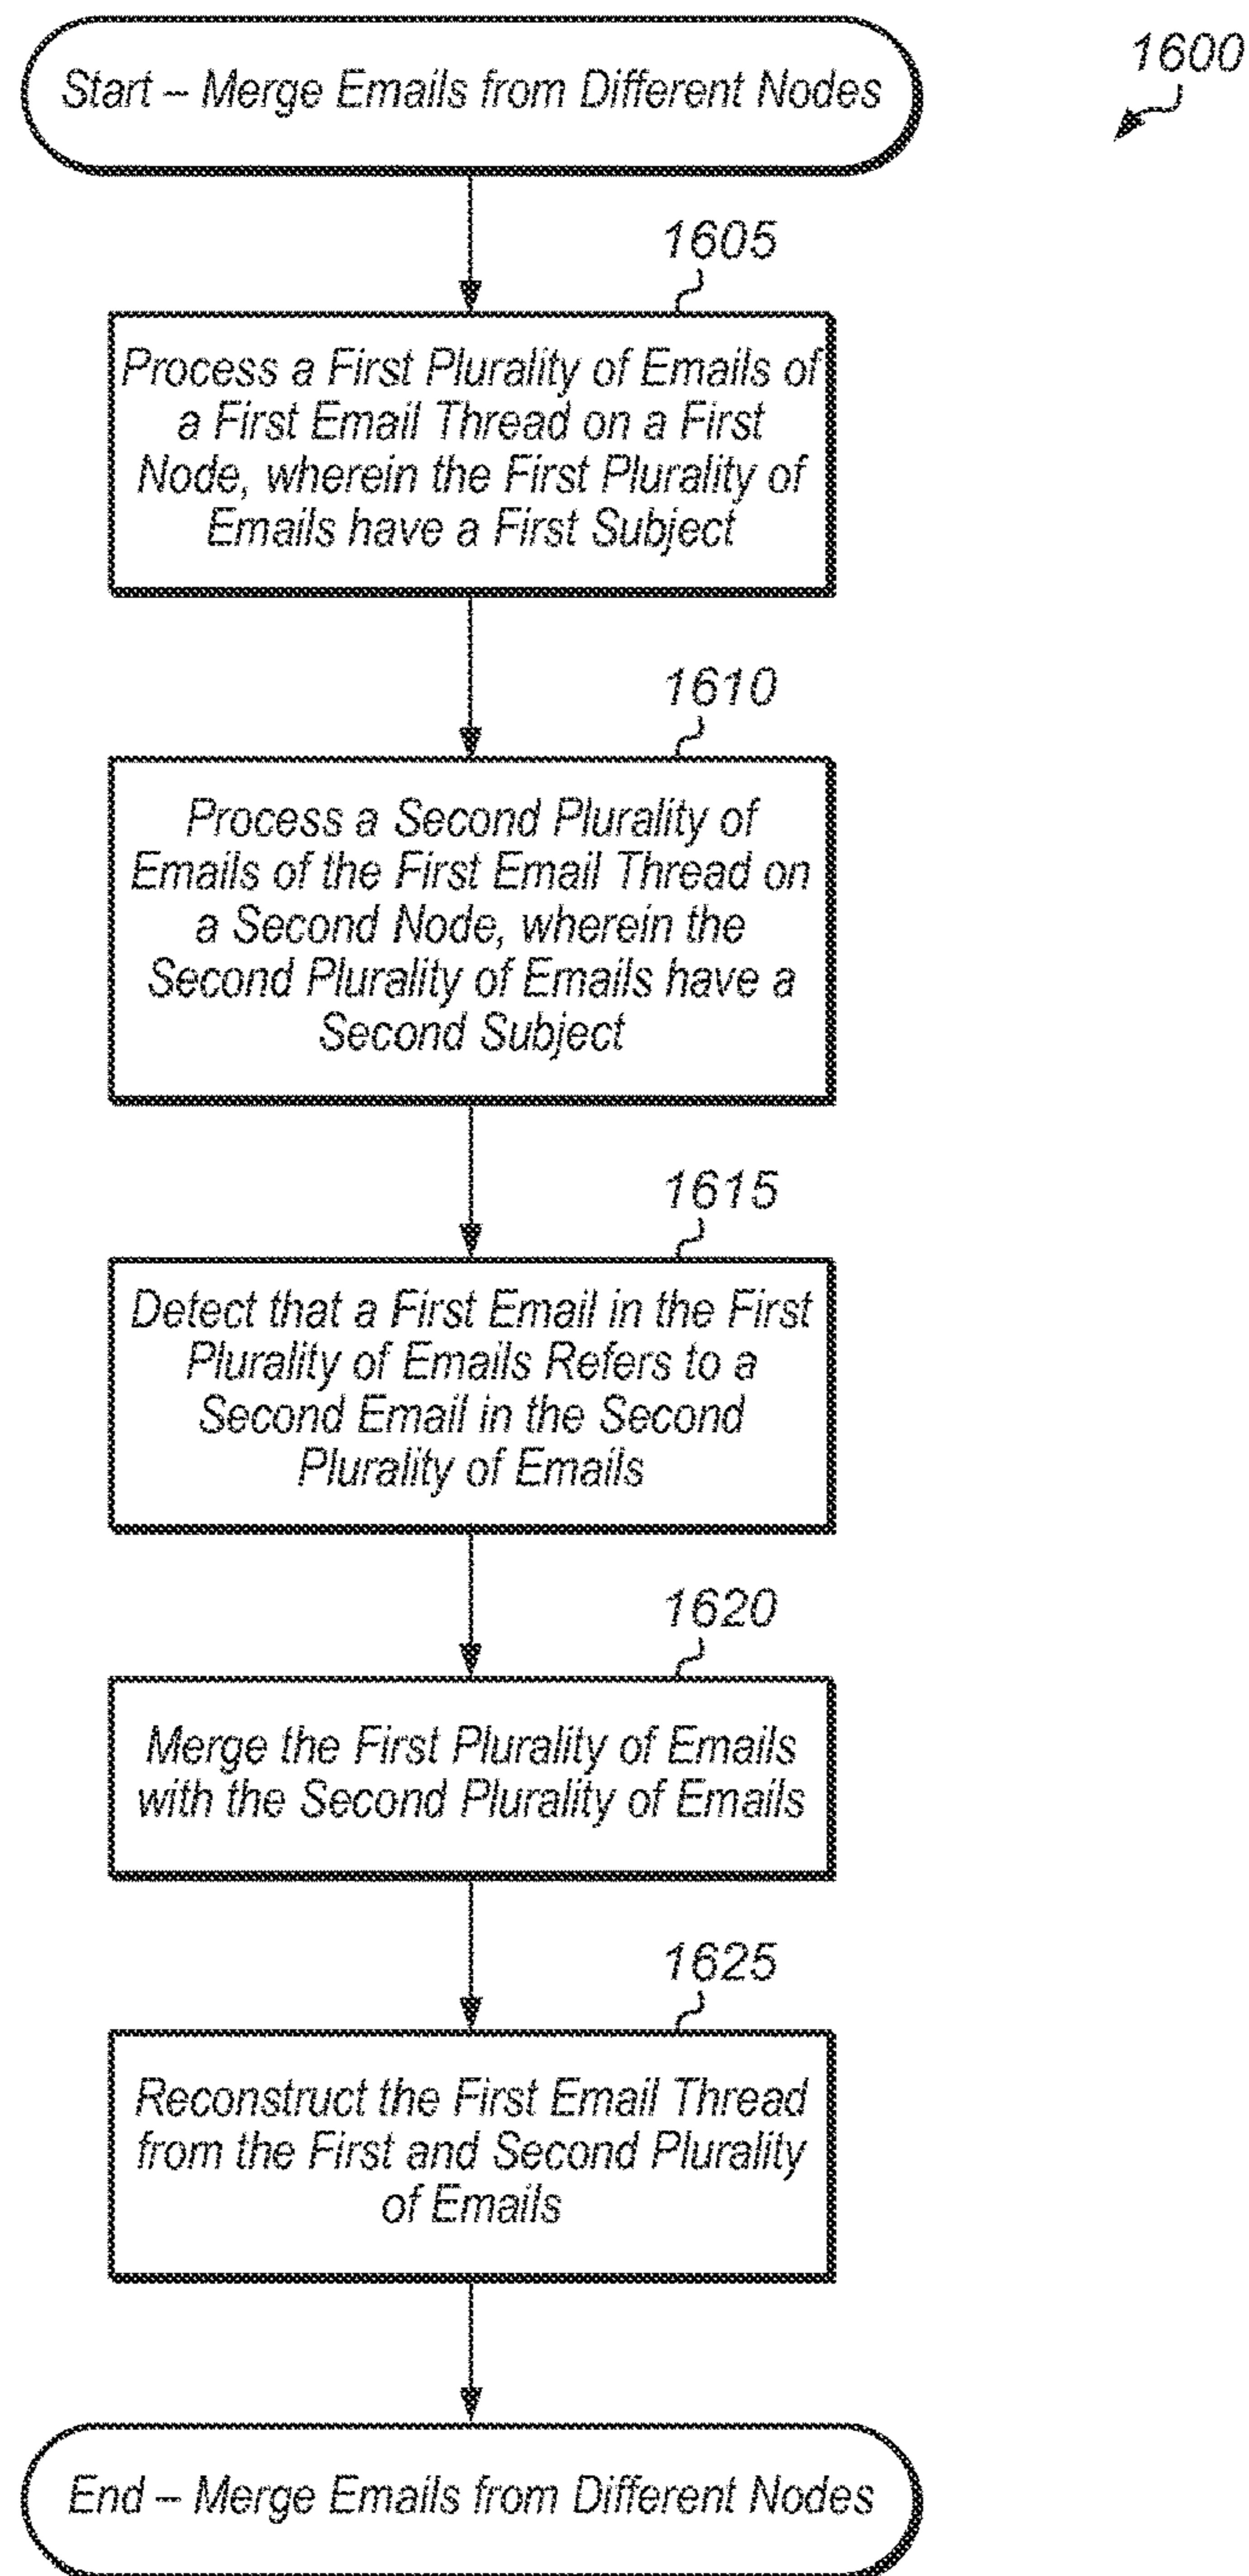 Start – Merge Emails from Different Nodes
1600
1605
Process a First Plurality of Emails of
a First Email Thread on a First
Node, wherein the First Plurality of
Emails have a First Subject
1610
Process a Second Plurality of
Emails of the First Email Thread on
a Second Node, wherein the
Second Plurality of Emails have a
Second Subject
1615
Detect that a First Email in the First
Plurality of Emails Refers to a
Second Email in the Second
Plurality of Emails
1620
Merge the First Plurality of Emails
with the Second Plurality of Emails
1625
Reconstruct the First Email Thread
from the First and Second Plurality
of Emails
End – Merge Emails from Different Nodes